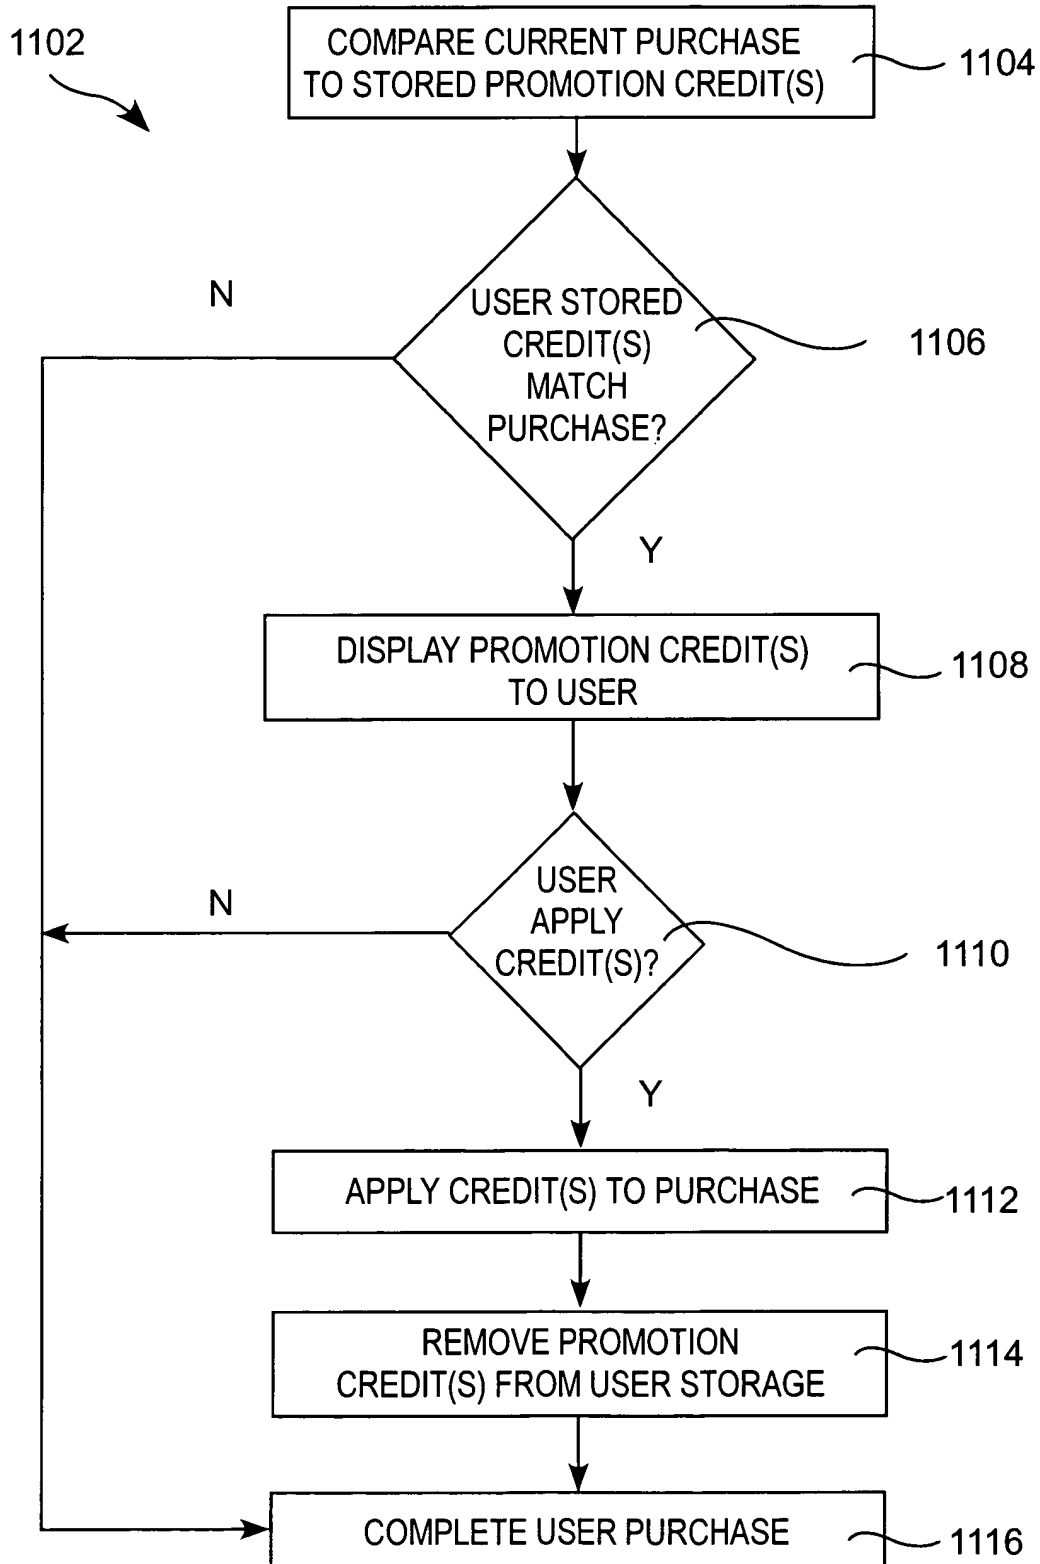 1102
COMPARE CURRENT PURCHASE
TO STORED PROMOTION CREDIT(S)
1104
N
USER STORED
CREDIT(S)
MATCH
PURCHASE?
1106
Y
DISPLAY PROMOTION CREDIT(S)
TO USER
1108
N
USER
APPLY
CREDIT(S)?
1110
Y
APPLY CREDIT(S) TO PURCHASE
1112
REMOVE PROMOTION
CREDIT(S) FROM USER STORAGE
1114
COMPLETE USER PURCHASE
1116